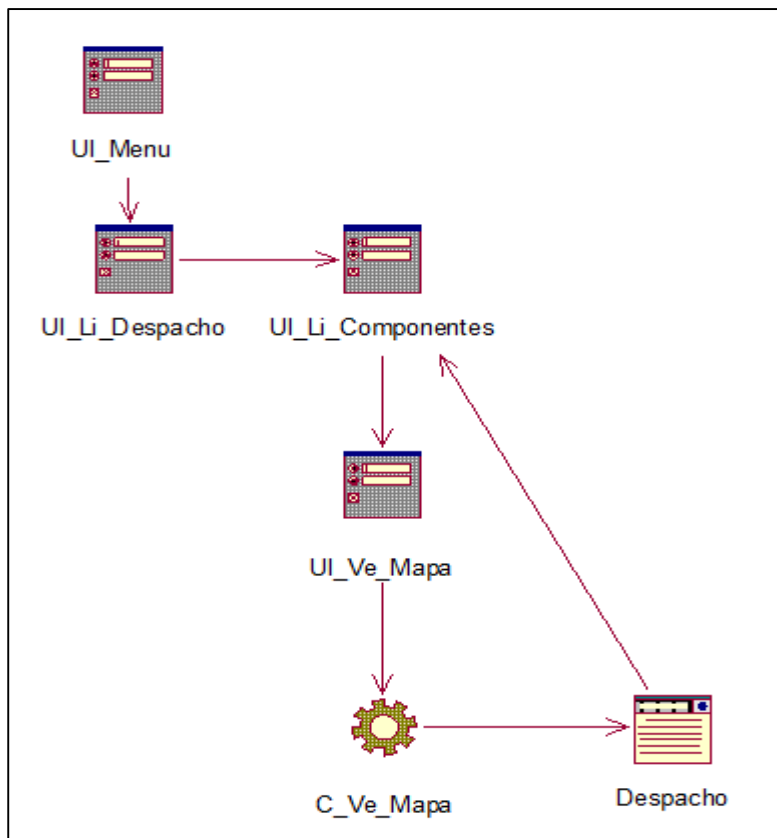 UI_Menu
UI_Li_Despacho
UI_Li_Componentes
UI_Ve_Mapa
C_Ve_Mapa
Despacho